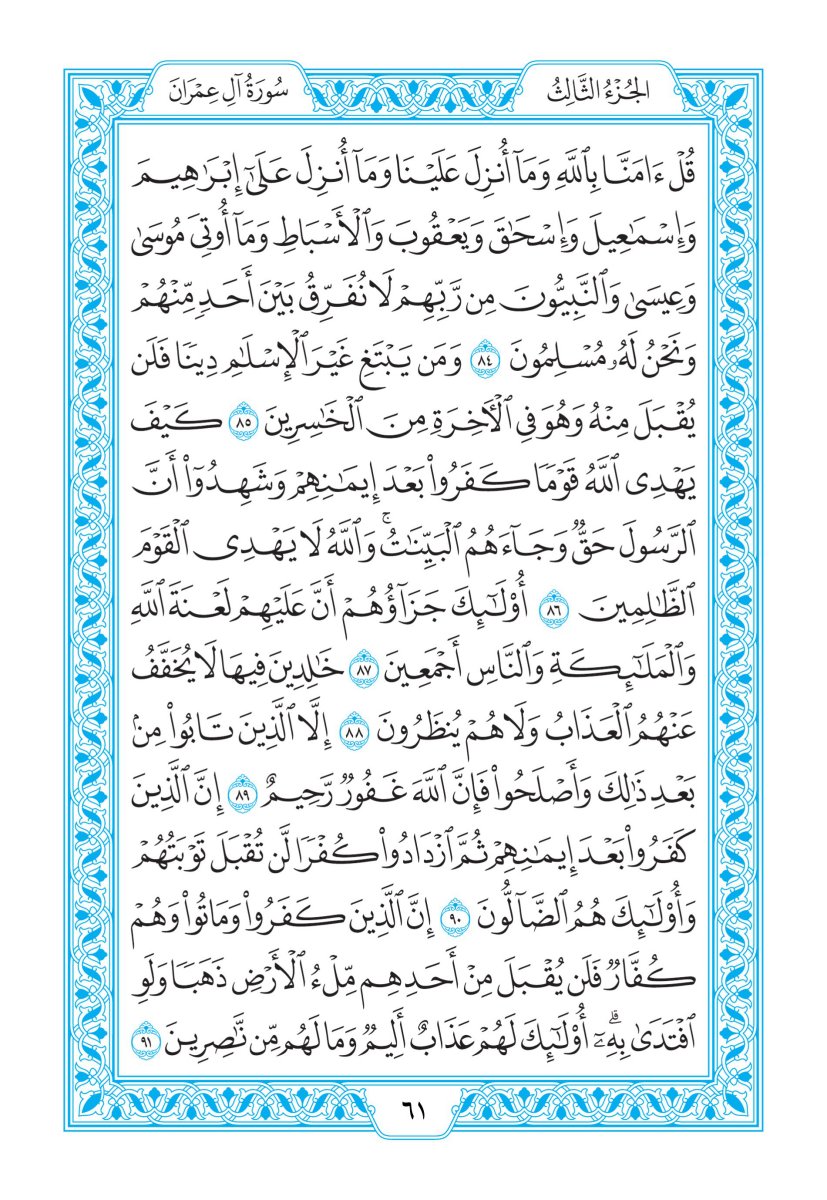 الجُزْءُ الثَّالِثُ
سُورَةُ آلِ عِمْرَانَ
قُلۡ ءَامَنَّا بِٱللَّهِ وَمَآ أُنزِلَ عَلَيۡنَا وَمَآ أُنزِلَ عَلَىٰٓ إِبۡرَٰهِيمَ
وَإِسۡمَٰعِيلَ وَإِسۡحَٰقَ وَيَعۡقُوبَ وَٱلۡأَسۡبَاطِ وَمَآ أُوتِيَ مُوسَىٰ
وَعِيسَىٰ وَٱلنَّبِيُّونَ مِن رَّبِّهِمۡ لَا نُفَرِّقُ بَيۡنَ أَحَدٖ مِّنۡهُمۡ
وَنَحۡنُ لَهُۥ مُسۡلِمُونَ ٨٤ وَمَن يَبۡتَغِ غَيۡرَ ٱلۡإِسۡلَٰمِ دِينٗا فَلَن
يُقۡبَلَ مِنۡهُ وَهُوَ فِي ٱلۡأٓخِرَةِ مِنَ ٱلۡخَٰسِرِينَ ٨٥ كَيۡفَ
يَهۡدِي ٱللَّهُ قَوۡمٗا كَفَرُواْ بَعۡدَ إِيمَٰنِهِمۡ وَشَهِدُوٓاْ أَنَّ
ٱلرَّسُولَ حَقّٞ وَجَآءَهُمُ ٱلۡبَيِّنَٰتُۚ وَٱللَّهُ لَا يَهۡدِي ٱلۡقَوۡمَ
ٱلظَّٰلِمِينَ ٨٦ أُوْلَٰٓئِكَ جَزَآؤُهُمۡ أَنَّ عَلَيۡهِمۡ لَعۡنَةَ ٱللَّهِ
وَٱلۡمَلَٰٓئِكَةِ وَٱلنَّاسِ أَجۡمَعِينَ ٨٧ خَٰلِدِينَ فِيهَا لَا يُخَفَّفُ
عَنۡهُمُ ٱلۡعَذَابُ وَلَا هُمۡ يُنظَرُونَ ٨٨ إِلَّا ٱلَّذِينَ تَابُواْ مِنۢ
بَعۡدِ ذَٰلِكَ وَأَصۡلَحُواْ فَإِنَّ ٱللَّهَ غَفُورٞ رَّحِيمٌ ٨٩ إِنَّ ٱلَّذِينَ
كَفَرُواْ بَعۡدَ إِيمَٰنِهِمۡ ثُمَّ ٱزۡدَادُواْ كُفۡرٗا لَّن تُقۡبَلَ تَوۡبَتُهُمۡ
وَأُوْلَٰٓئِكَ هُمُ ٱلضَّآلُّونَ ٩٠ إِنَّ ٱلَّذِينَ كَفَرُواْ وَمَاتُواْ وَهُمۡ
كُفَّارٞ فَلَن يُقۡبَلَ مِنۡ أَحَدِهِم مِّلۡءُ ٱلۡأَرۡضِ ذَهَبٗا وَلَوِ
ٱفۡتَدَىٰ بِهِۦٓۗ أُوْلَٰٓئِكَ لَهُمۡ عَذَابٌ أَلِيمٞ وَمَا لَهُم مِّن نَّٰصِرِينَ ٩١
٦١